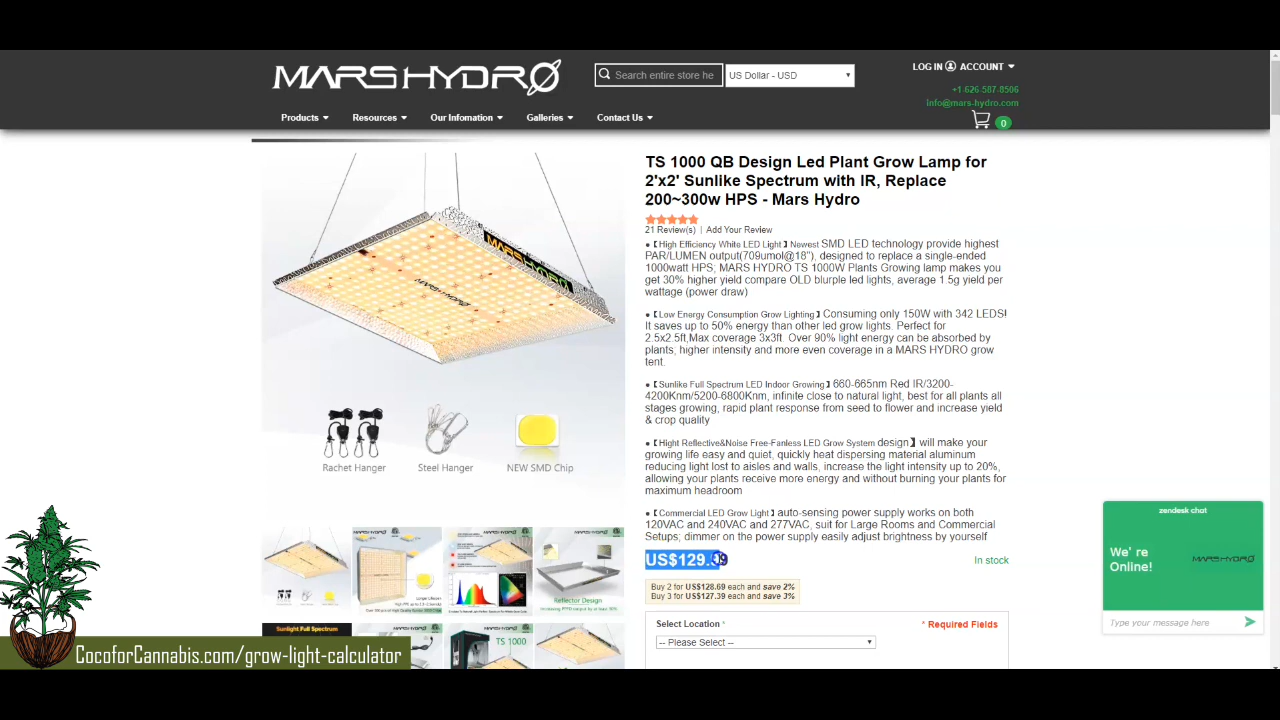 MARSHYDRO
Search entire store he
US Dollar - USD
LOG IN ACCOUNT
+1-626-587-8506
info@mars-hydro.com
Products
Resources
Our Infomation
Galleries
Contact Us
0
TS 1000 QB Design Led Plant Grow Lamp for
2'x2' Sunlike Spectrum with IR, Replace
200~300w HPS - Mars Hydro
21 Review(s) | Add Your Review
●【High Efficiency White LED Light】Newest SMD LED technology provide highest
PAR/LUMEN output(709umol@18"), designed to replace a single-ended
1000watt HPS; MARS HYDRO TS 1000W Plants Growing lamp makes you
get 30% higher yield compare OLD blurple led lights, average 1.5g yield per
wattage (power draw)
●【Low Energy Consumption Grow Lighting】Consuming only 150W with 342 LEDS!
It saves up to 50% energy than other led grow lights. Perfect for
2.5x2.5ft,Max coverage 3x3ft. Over 90% light energy can be absorbed by
plants; higher intensity and more even coverage in a MARS HYDRO grow
tent.
●【Sunlike Full Spectrum LED Indoor Growing】660-665nm Red IR/3200-
4200Knm/5200-6800Knm, infinite close to natural light, best for all plants all
stages growing, rapid plant response from seed to flower and increase yield
& crop quality
●【Hight Reflective&Noise Free-Fanless LED Grow System design】will make your
growing life easy and quiet, quickly heat dispersing material aluminum
reducing light lost to aisles and walls, increase the light intensity up to 20%,
allowing your plants receive more energy and without burning your plants for
maximum headroom
●【Commercial LED Grow Light】auto-sensing power supply works on both
120VAC and 240VAC and 277VAC, suit for Large Rooms and Commercial
Setups; dimmer on the power supply easily adjust brightness by yourself
US$129.99
In stock
Buy 2 for US$128.69 each and save 2%
Buy 3 for US$127.39 each and save 3%
Select Location *
* Required Fields
-- Please Select --
MARSHYDRO
MARSHYDRO
Rachet Hanger
Steel Hanger
NEW SMD Chip
MARSHYDRO
MARSHYDRO
MARSHYDRO
MARSHYDRO
Reflector Design
Sunlight Full Spectrum
TS 1000
zendesk chat
We' re
Online!
MARSHYDRO
Type your message here
CocoforCannabis.com/grow-light-calculator